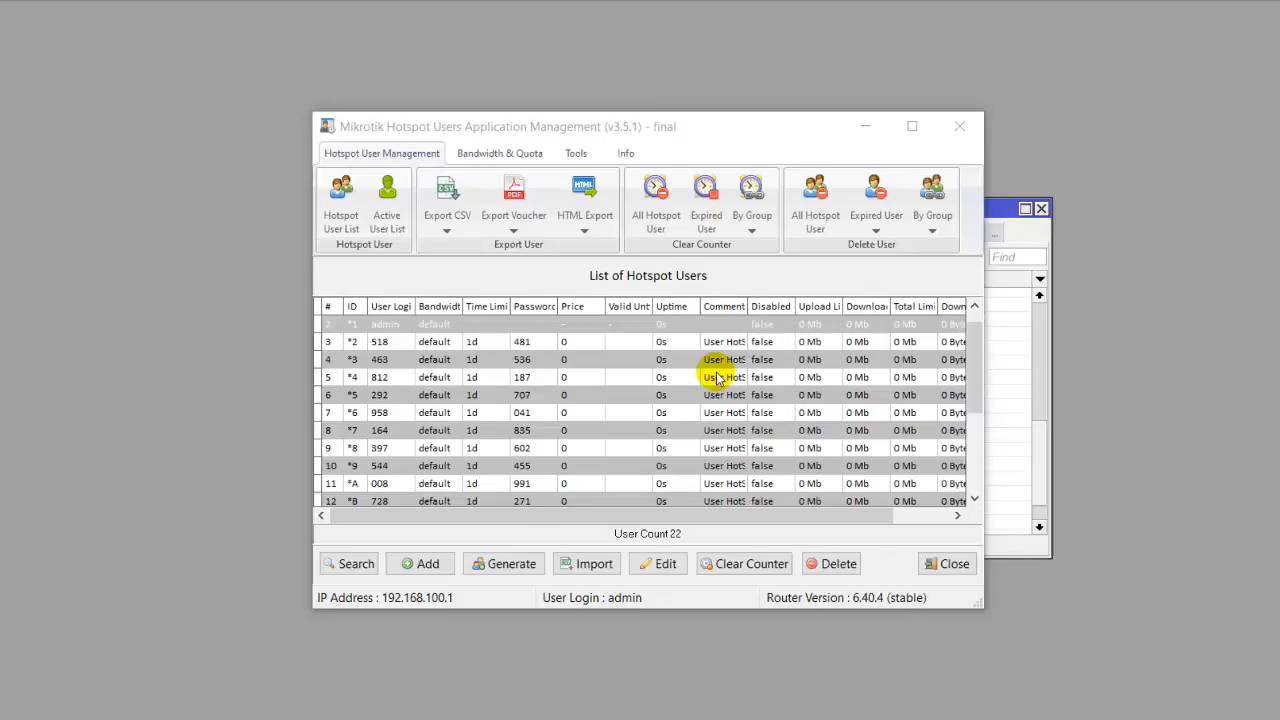 Mikrotik Hotspot Users Application Management (v3.5.1) - final
Hotspot User Management Bandwidth & Quota Tools Info
Hotspot User List
Active User List
Hotspot User
CSV
Export CSV
PDF
Export Voucher
HTML
HTML Export
Export User
All Hotspot User
Expired User
By Group
Clear Counter
All Hotspot User
Expired User
By Group
Delete User
...
Find
List of Hotspot Users
# ID User Logi Bandwidt Time Limi Password Price Valid Unt Uptime Comment Disabled Upload Li Downloa Total Limi Down
2 *1 admin default - - 0s false 0 Mb 0 Mb 0 Mb 0 Byte
3 *2 518 default 1d 481 0 0s User HotS false 0 Mb 0 Mb 0 Mb 0 Byte
4 *3 463 default 1d 536 0 0s User HotS false 0 Mb 0 Mb 0 Mb 0 Byte
5 *4 812 default 1d 187 0 0s User HotS false 0 Mb 0 Mb 0 Mb 0 Byte
6 *5 292 default 1d 707 0 0s User HotS false 0 Mb 0 Mb 0 Mb 0 Byte
7 *6 958 default 1d 041 0 0s User HotS false 0 Mb 0 Mb 0 Mb 0 Byte
8 *7 164 default 1d 835 0 0s User HotS false 0 Mb 0 Mb 0 Mb 0 Byte
9 *8 397 default 1d 602 0 0s User HotS false 0 Mb 0 Mb 0 Mb 0 Byte
10 *9 544 default 1d 455 0 0s User HotS false 0 Mb 0 Mb 0 Mb 0 Byte
11 *A 008 default 1d 991 0 0s User HotS false 0 Mb 0 Mb 0 Mb 0 Byte
12 *B 728 default 1d 271 0 0s User HotS false 0 Mb 0 Mb 0 Mb 0 Byte
User Count 22
Search Add Generate Import Edit Clear Counter Delete Close
IP Address : 192.168.100.1 User Login : admin Router Version : 6.40.4 (stable)